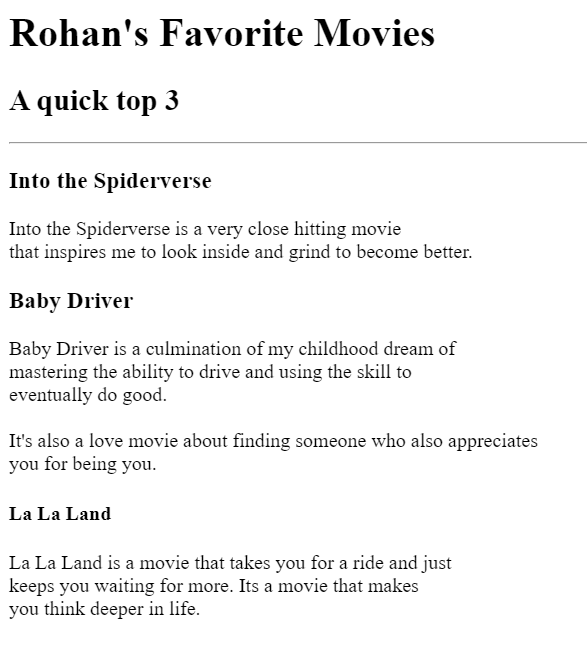 Rohan's Favorite Movies
A quick top 3
Into the Spiderverse
Into the Spiderverse is a very close hitting movie
that inspires me to look inside and grind to become better.
Baby Driver
Baby Driver is a culmination of my childhood dream of
mastering the ability to drive and using the skill to
eventually do good.
It's also a love movie about finding someone who also appreciates
you for being you.
La La Land
La La Land is a movie that takes you for a ride and just
keeps you waiting for more. Its a movie that makes
you think deeper in life.